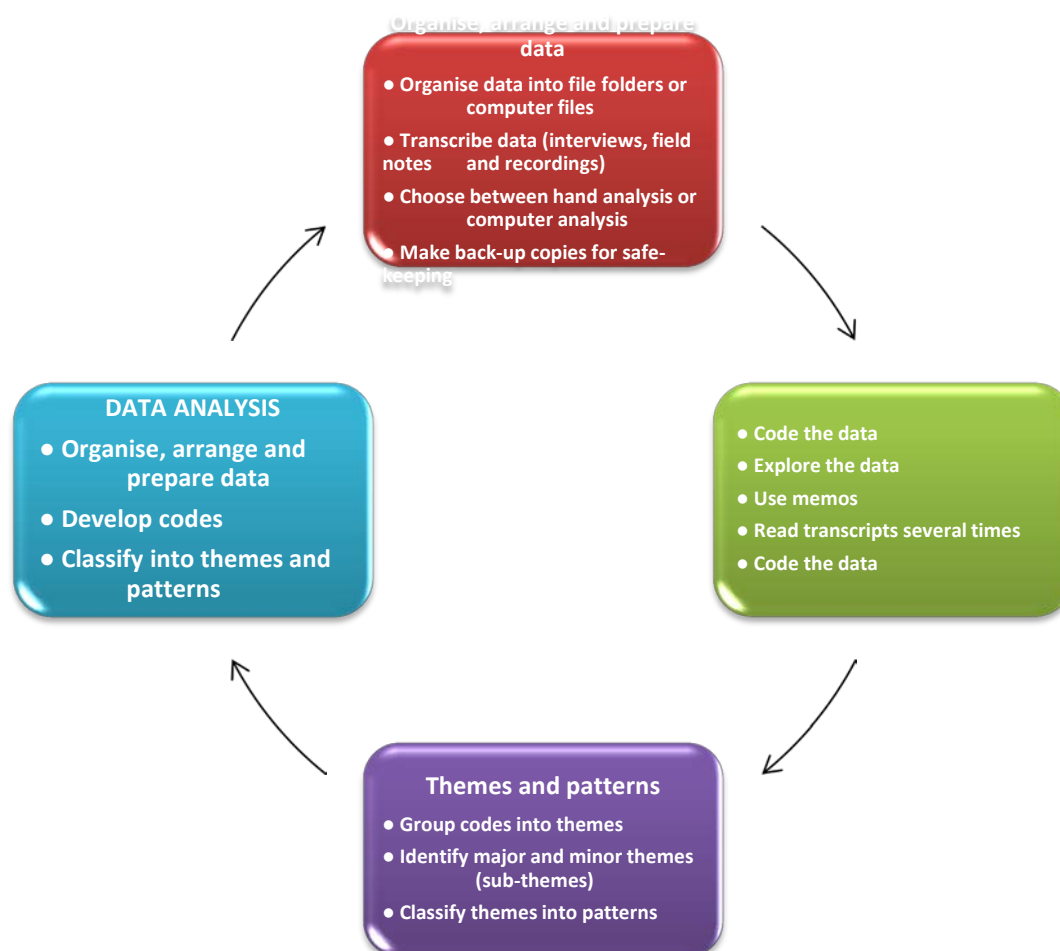 Organise, arrange and prepare
data
● Organise data into file folders or
computer files
● Transcribe data (interviews, field
notes and recordings)
● Choose between hand analysis or
computer analysis
● Make back-up copies for safe-
keeping
DATA ANALYSIS
● Organise, arrange and
prepare data
● Develop codes
● Classify into themes and
patterns
● Code the data
● Explore the data
● Use memos
● Read transcripts several times
● Code the data
Themes and patterns
● Group codes into themes
● Identify major and minor themes
(sub-themes)
● Classify themes into patterns